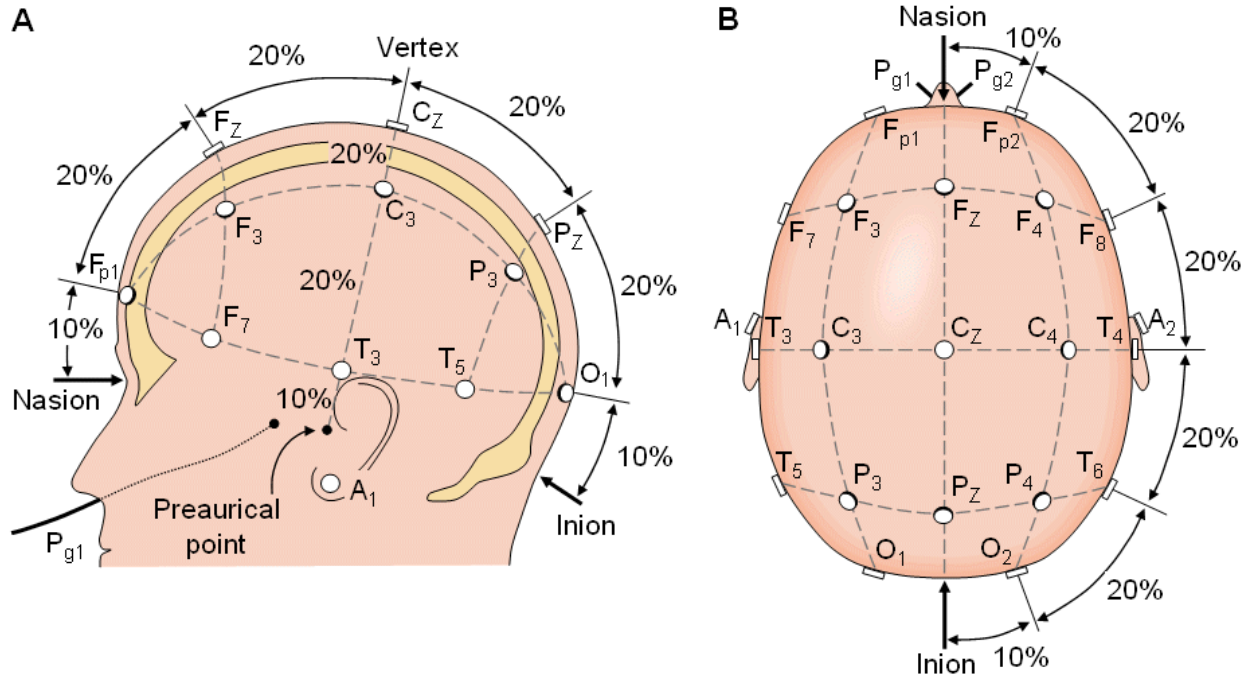 A
20%
Vertex
20%
F_Z
C_Z
20%
20%
F_3
C_3
P_Z
F_p1
20%
P_3
20%
10%
F_7
T_3
T_5
O_1
Nasion
10%
10%
A_1
Preaurical
point
Inion
P_g1
B
Nasion
10%
P_g1
P_g2
F_p1
F_p2
20%
F_7
F_3
F_Z
F_4
F_8
20%
A_1
T_3
C_3
C_Z
C_4
T_4
A_2
20%
T_5
P_3
P_Z
P_4
T_6
O_1
O_2
20%
10%
Inion